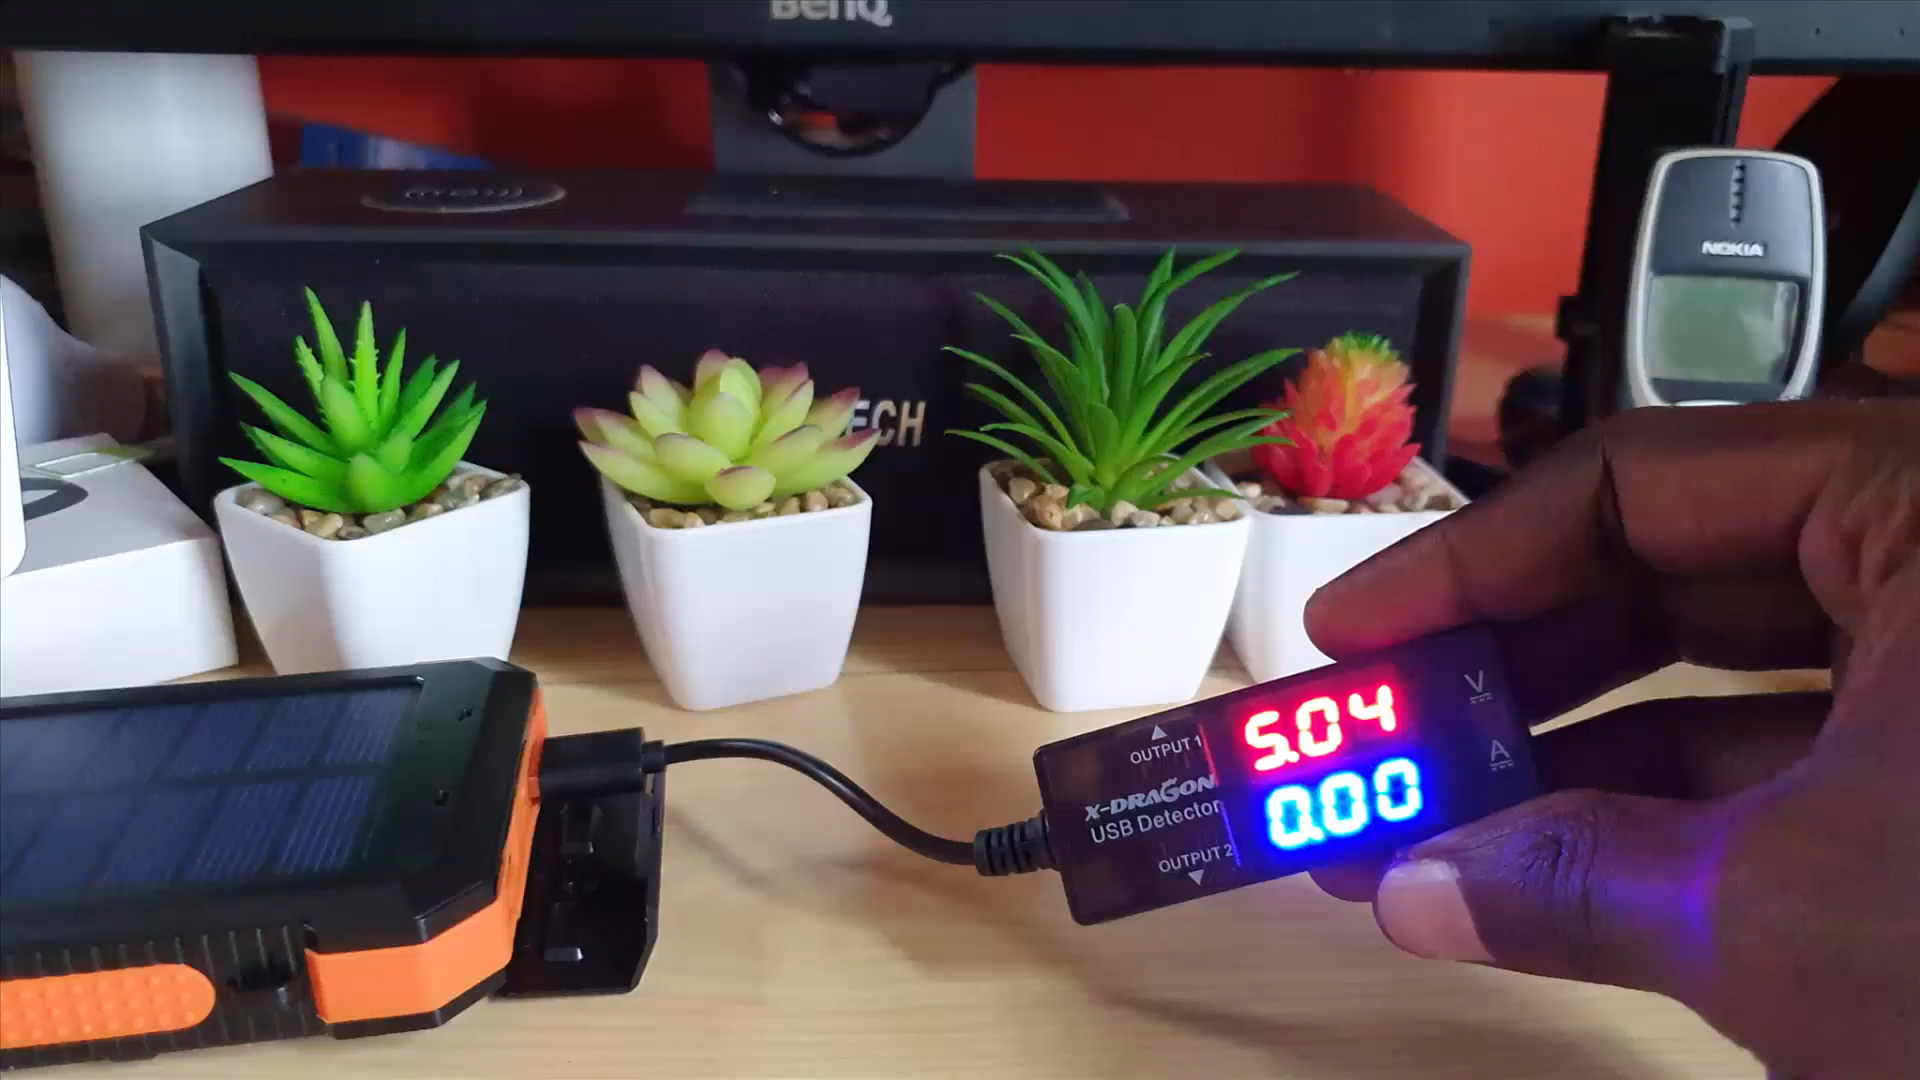 BenQ
NOKIA
ECH
5.04 V
0.00 A
OUTPUT 1
X-DRAGON
USB Detector
OUTPUT 2